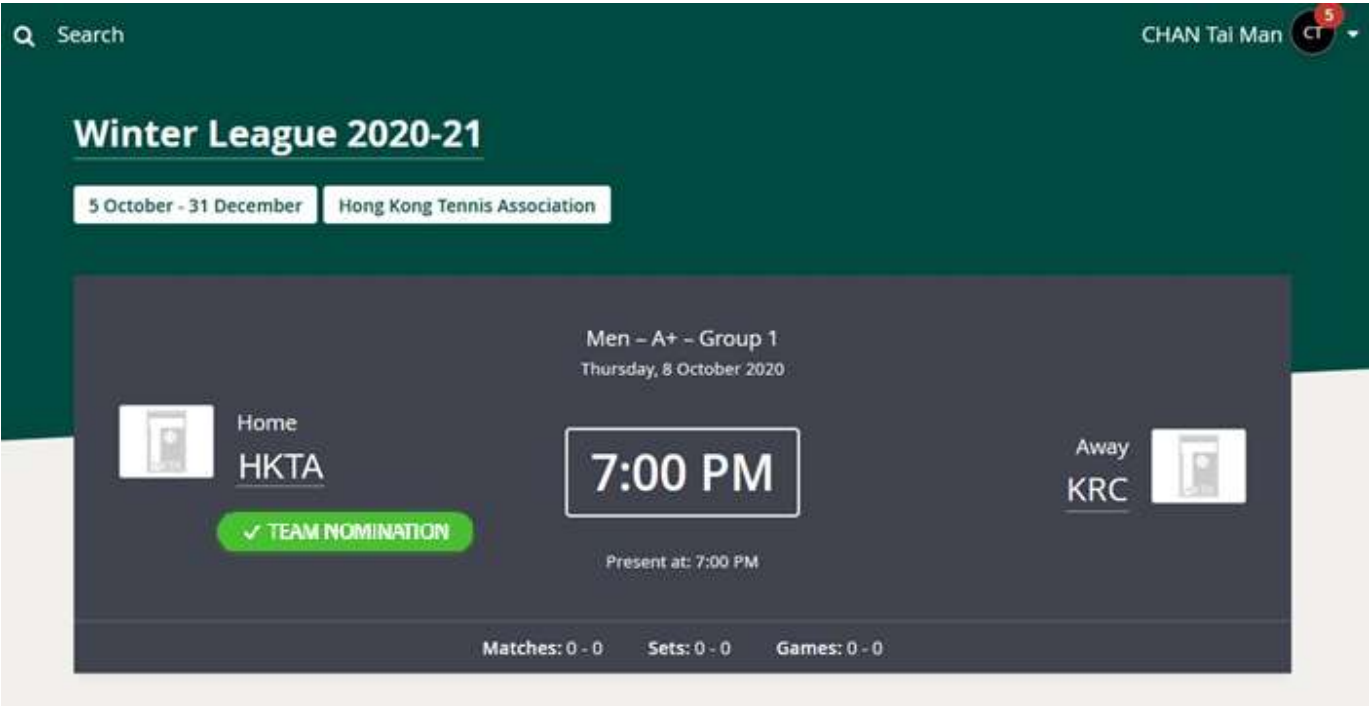 Search
CHAN Tai Man
CT
5
Winter League 2020-21
5 October - 31 December
Hong Kong Tennis Association
Men – A+ – Group 1
Thursday, 8 October 2020
Home
HKTA
✓ TEAM NOMINATION
7:00 PM
Present at: 7:00 PM
Away
KRC
Matches: 0 - 0 Sets: 0 - 0 Games: 0 - 0